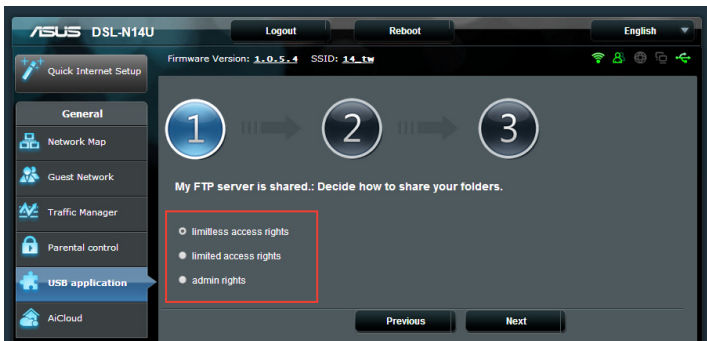 ASUS DSL-N14U Logout Reboot English
Quick Internet Setup
Firmware Version: 1.0.5.4 SSID: 14_tw
General
Network Map
Guest Network
Traffic Manager
Parental control
USB application
AiCloud
1 2 3
My FTP server is shared.: Decide how to share your folders.
limitless access rights
limited access rights
admin rights
Previous Next